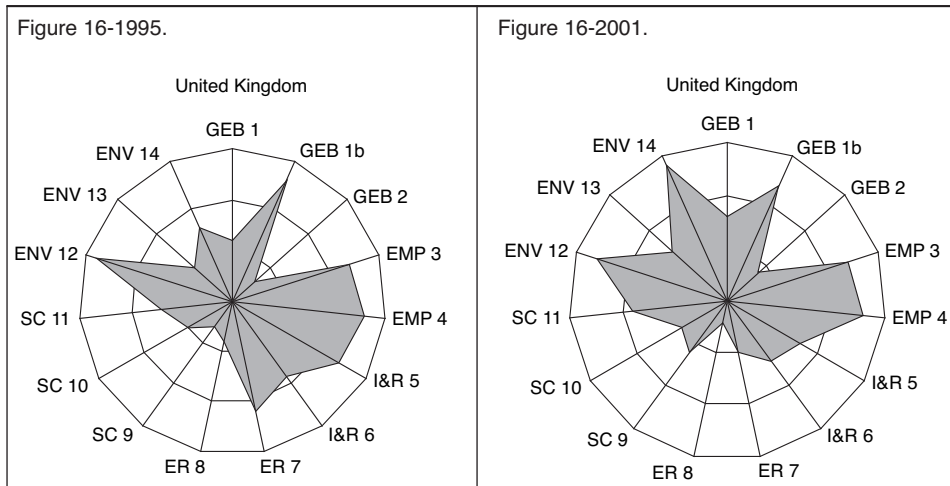 Figure 16-1995.
United Kingdom
GEB 1
GEB 1b
GEB 2
EMP 3
EMP 4
I&R 5
I&R 6
ER 7
ER 8
SC 9
SC 10
SC 11
ENV 12
ENV 13
ENV 14
Figure 16-2001.
United Kingdom
GEB 1
GEB 1b
GEB 2
EMP 3
EMP 4
I&R 5
I&R 6
ER 7
ER 8
SC 9
SC 10
SC 11
ENV 12
ENV 13
ENV 14